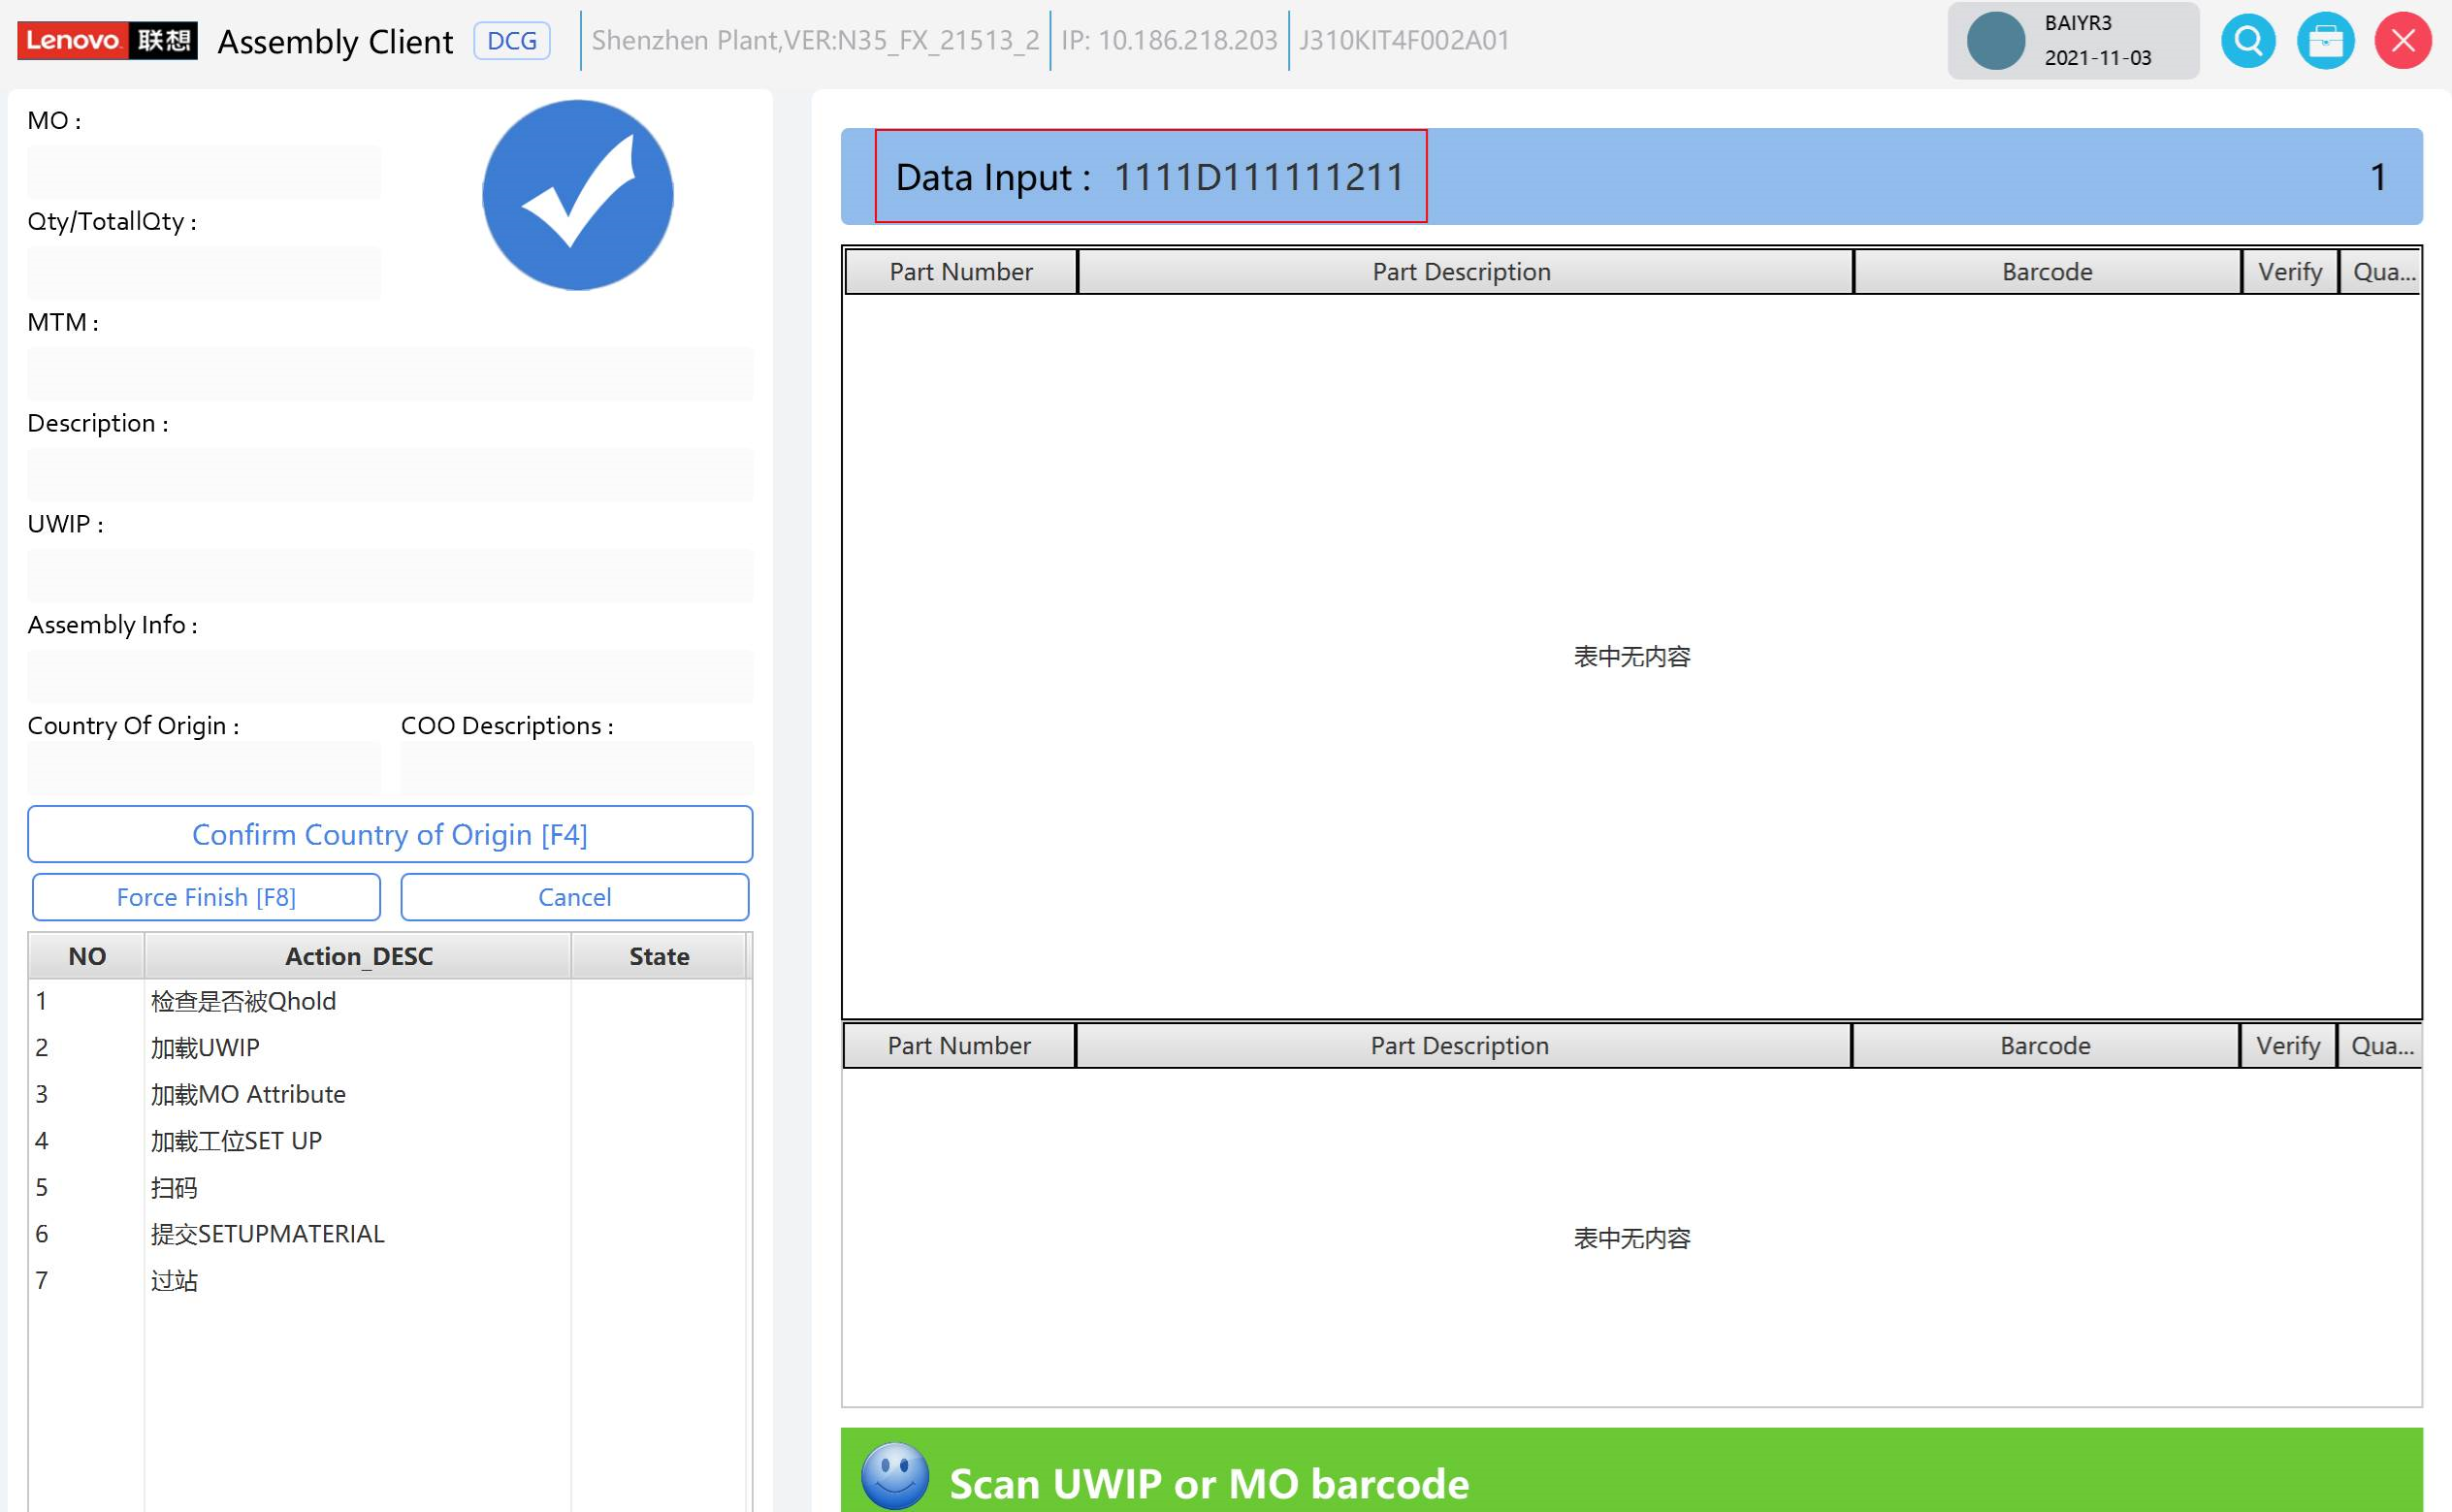 Lenovo. 联想 Assembly Client DCG Shenzhen Plant,VER:N35_FX_21513_2 IP: 10.186.218.203 J310KIT4F002A01
BAIYR3
2021-11-03
MO :
Qty/TotallQty :
MTM :
Description :
UWIP :
Assembly Info :
Country Of Origin : COO Descriptions :
Confirm Country of Origin [F4]
Force Finish [F8] Cancel
NO Action_DESC State
1 检查是否被Qhold
2 加载UWIP
3 加载MO Attribute
4 加载工位SET UP
5 扫码
6 提交SETUPMATERIAL
7 过站
Data Input : 1111D111111211 1
Part Number Part Description Barcode Verify Qua...
表中无内容
Part Number Part Description Barcode Verify Qua...
表中无内容
Scan UWIP or MO barcode